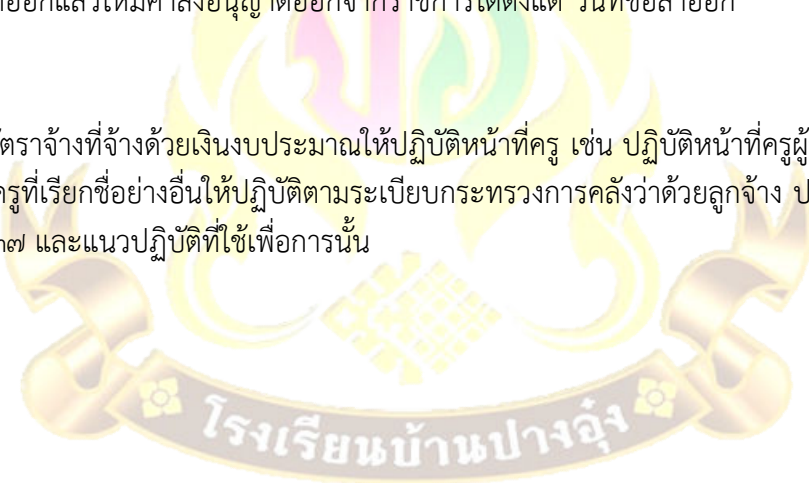 ออกแล้วให้มีคำสั่งอนุญาตออกจากราชการได้ตั้งแต่ วันที่ขอลาออก
ัตราจ้างที่จ้างด้วยเงินงบประมาณให้ปฏิบัติหน้าที่ครู เช่น ปฏิบัติหน้าที่ครูผู้
ครูที่เรียกชื่ออย่างอื่นให้ปฏิบัติตามระเบียบกระทรวงการคลังว่าด้วยลูกจ้าง ป
๓๗ และแนวปฏิบัติที่ใช้เพื่อการนั้น
โรงเรียนบ้านปางอุ๋ง